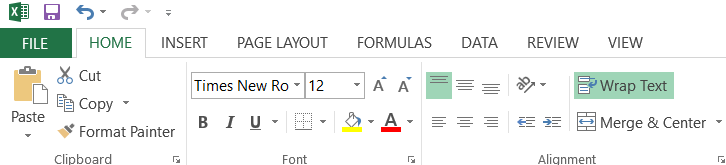 FILE HOME INSERT PAGE LAYOUT FORMULAS DATA REVIEW VIEW
Paste
Cut
Copy
Format Painter
Clipboard
Times New Ro 12 A A
B I U A
Font
Wrap Text
Merge & Center
Alignment